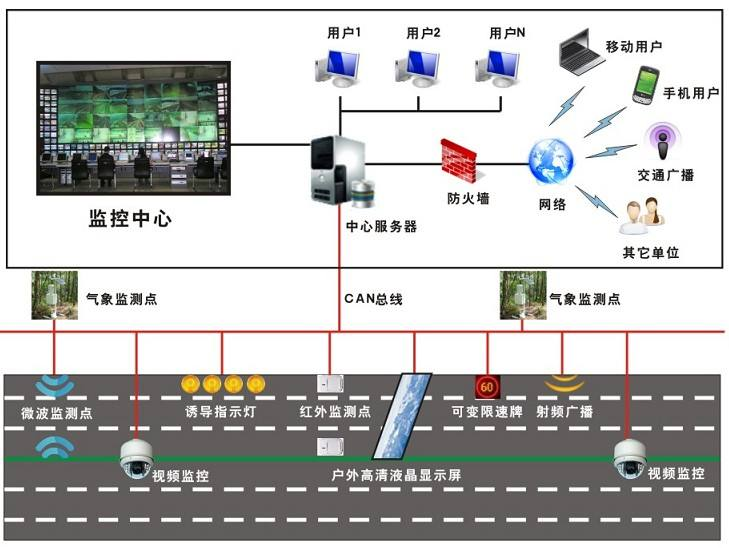 用户1
用户2
用户N
移动用户
手机用户
交通广播
其它单位
监控中心
中心服务器
防火墙
网络
气象监测点
CAN总线
气象监测点
微波监测点
诱导指示灯
红外监测点
60
可变限速牌
射频广播
视频监控
户外高清液晶显示屏
视频监控